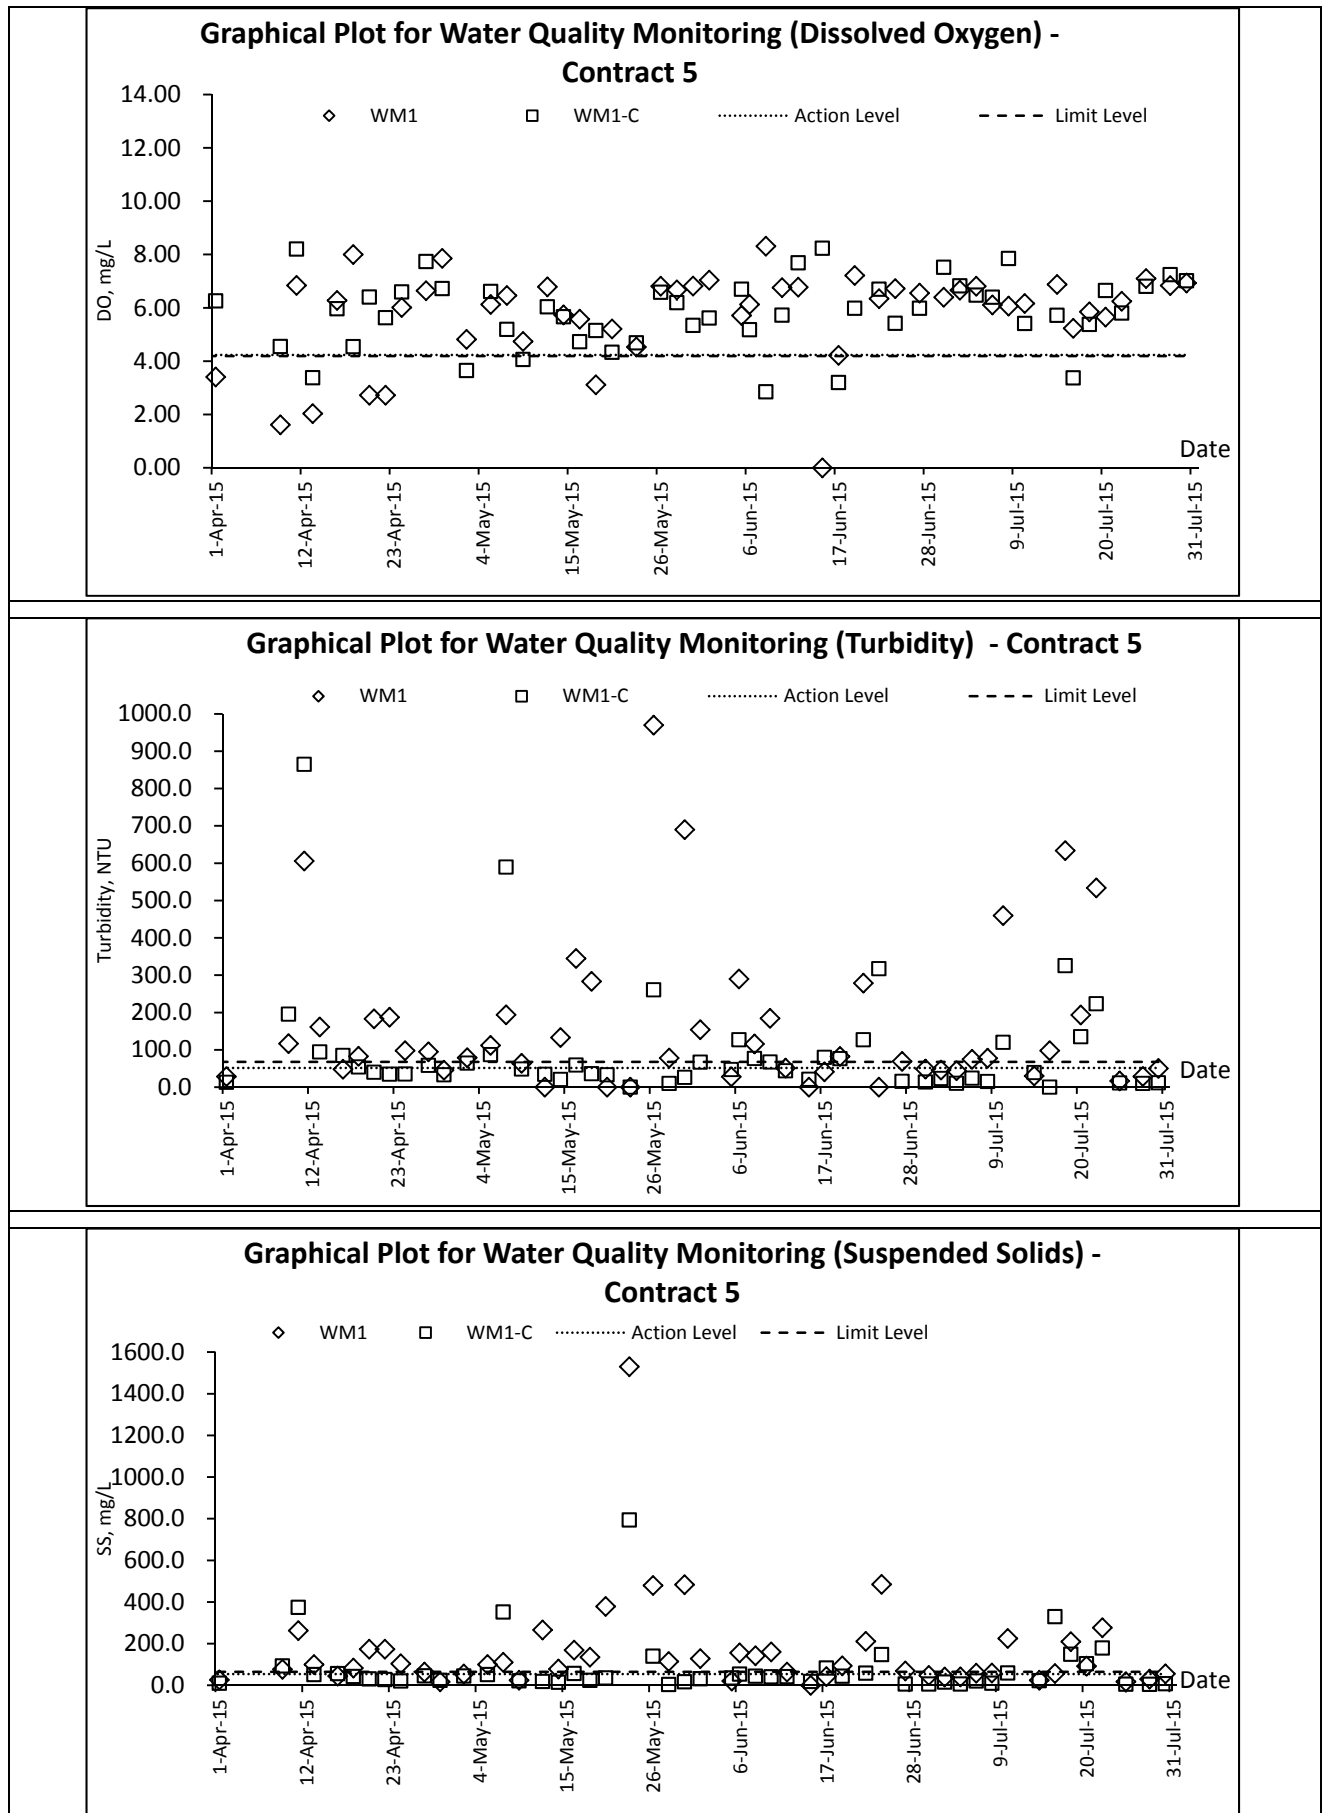 Graphical Plot for Water Quality Monitoring (Dissolved Oxygen) -
Contract 5
14.00
WM1
WM1-C
Action Level
Limit Level
12.00
10.00
8.00
6.00
4.00
2.00
0.00
DO, mg/L
Date
1-Apr-15
12-Apr-15
23-Apr-15
4-May-15
15-May-15
26-May-15
6-Jun-15
17-Jun-15
28-Jun-15
9-Jul-15
20-Jul-15
31-Jul-15
Graphical Plot for Water Quality Monitoring (Turbidity) - Contract 5
WM1
WM1-C
Action Level
Limit Level
1000.0
900.0
800.0
700.0
600.0
500.0
400.0
300.0
200.0
100.0
0.0
Turbidity, NTU
Date
1-Apr-15
12-Apr-15
23-Apr-15
4-May-15
15-May-15
26-May-15
6-Jun-15
17-Jun-15
28-Jun-15
9-Jul-15
20-Jul-15
31-Jul-15
Graphical Plot for Water Quality Monitoring (Suspended Solids) -
Contract 5
WM1
WM1-C
Action Level
Limit Level
1600.0
1400.0
1200.0
1000.0
800.0
600.0
400.0
200.0
0.0
SS, mg/L
Date
1-Apr-15
12-Apr-15
23-Apr-15
4-May-15
15-May-15
26-May-15
6-Jun-15
17-Jun-15
28-Jun-15
9-Jul-15
20-Jul-15
31-Jul-15